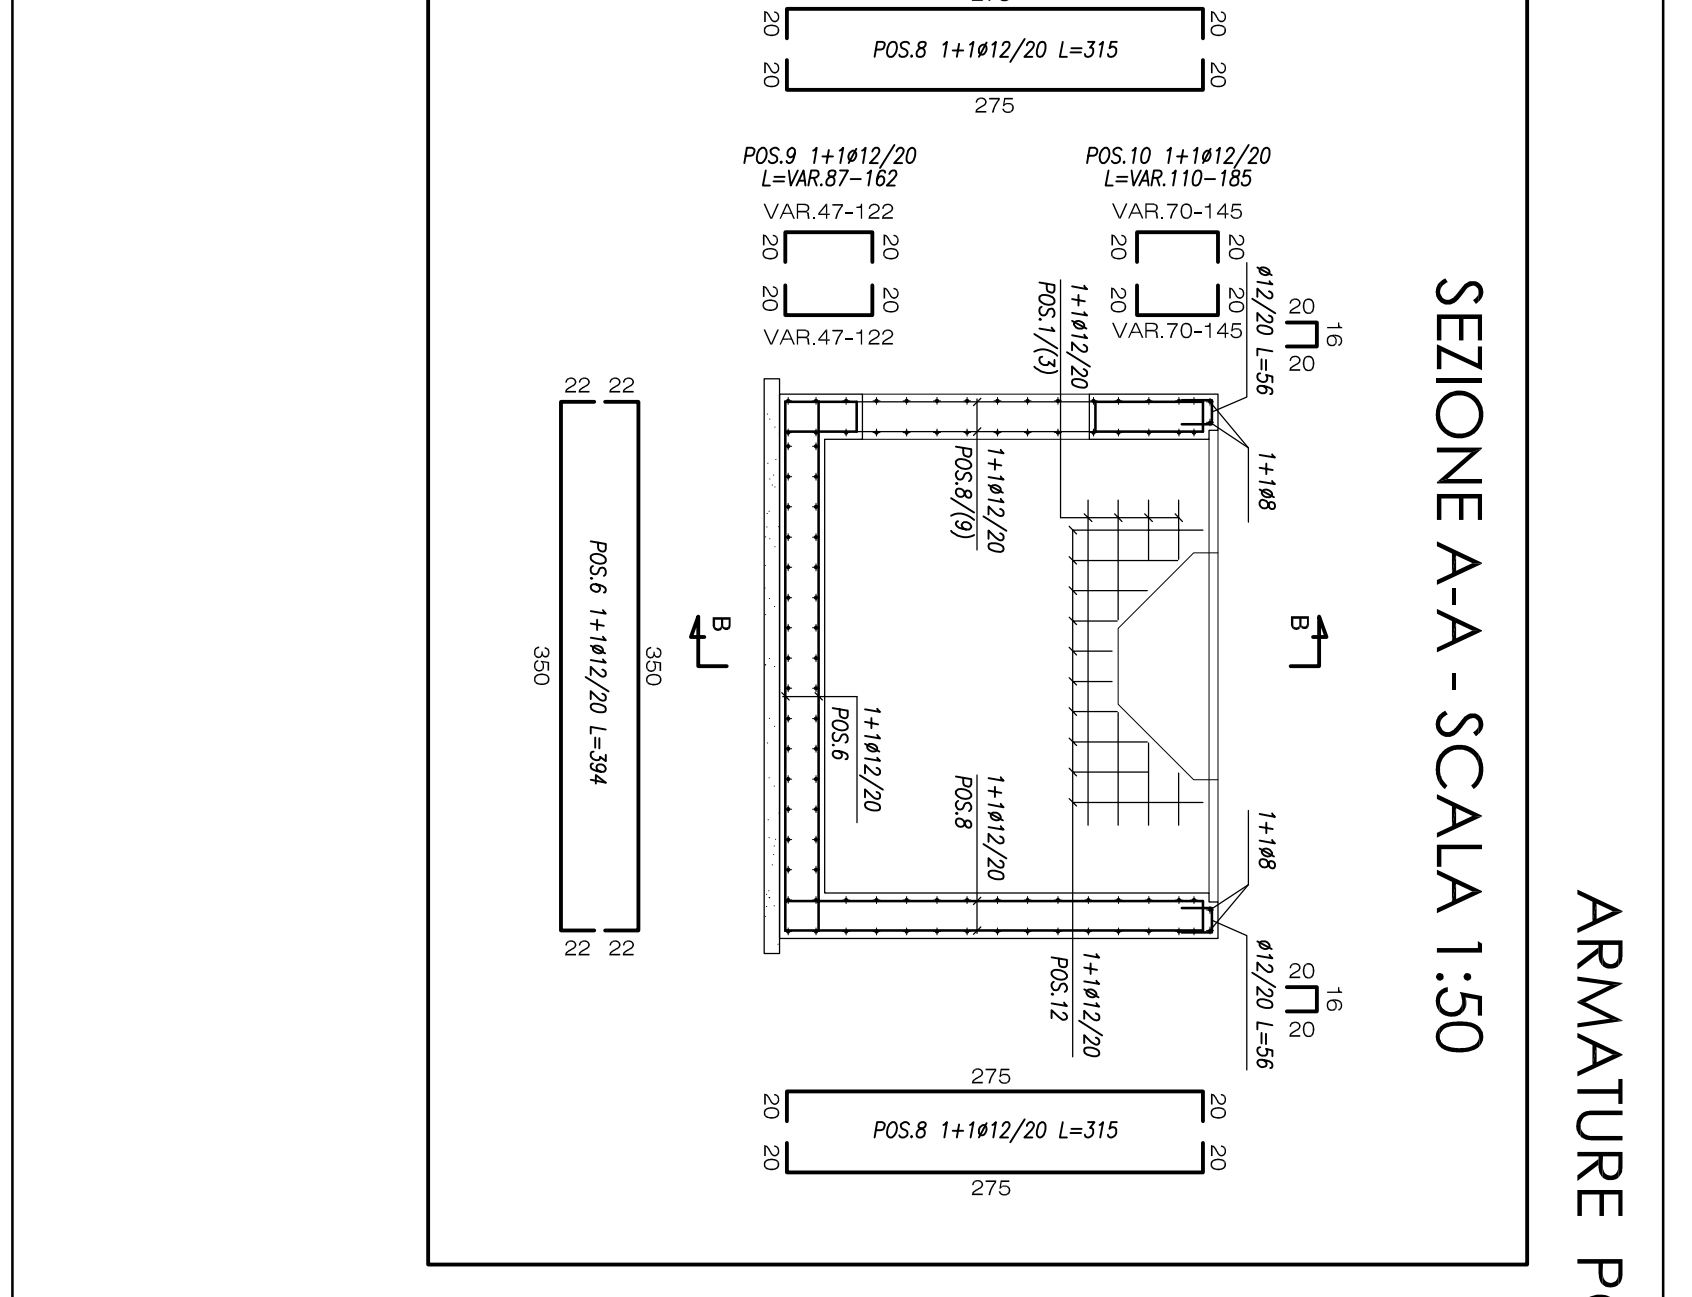 275
20
20
POS.8 1+1ø12/20 L=315
20
20
275
POS.9 1+1ø12/20
L=VAR.87-162
VAR.47-122
20
20
20
20
VAR.47-122
POS.10 1+1ø12/20
L=VAR.110-185
VAR.70-145
20
20
20
20
VAR.70-145
ø12/20 L=56
20
16
20
1+1ø12/20
POS.1/(3)
1+1ø8
1+1ø12/20
POS.8/(9)
SEZIONE A-A - SCALA 1:50
22 22
350
POS.6 1+1ø12/20 L=394
350
22 22
B
B
1+1ø12/20
POS.6
1+1ø12/20
POS.8
1+1ø8
1+1ø12/20
POS.12
ø12/20 L=56
20
16
20
275
20
20
POS.8 1+1ø12/20 L=315
20
20
275
ARMATURE